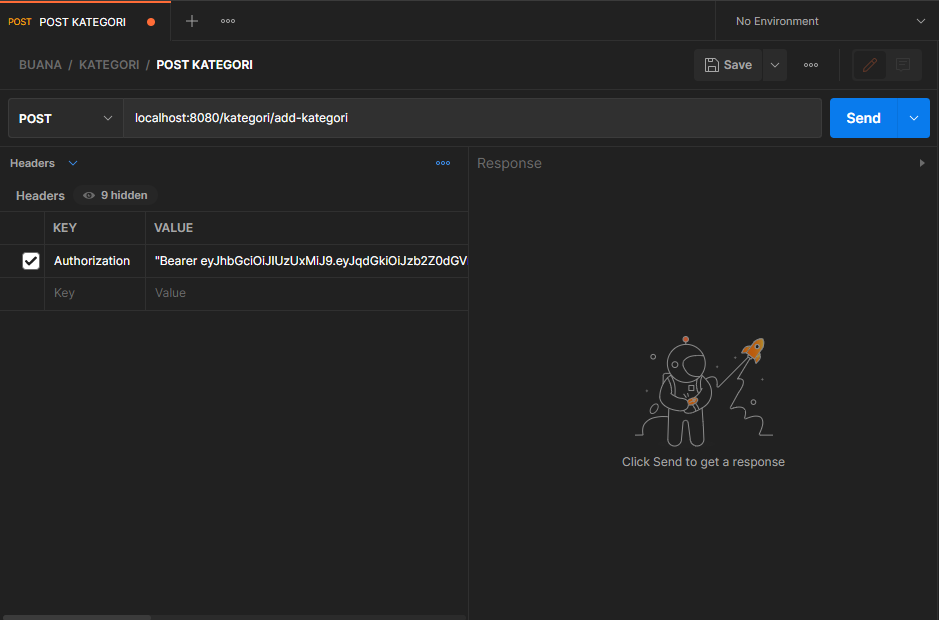 POST POST KATEGORI
No Environment
BUANA / KATEGORI / POST KATEGORI
Save
POST
localhost:8080/kategori/add-kategori
Send
Headers
Response
Headers 9 hidden
KEY VALUE
Authorization "Bearer eyJhbGciOiJIUzUxMiJ9.eyJqdGkiOiJzb2Z0dGV
Key Value
Click Send to get a response